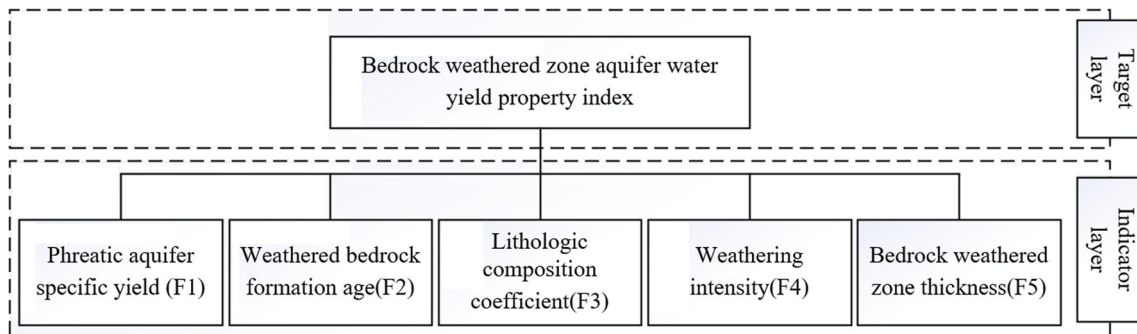 Bedrock weathered zone aquifer water
yield property index
Target
layer
Phreatic aquifer
specific yield (F1)
Weathered bedrock
formation age(F2)
Lithologic
composition
coefficient(F3)
Weathering
intensity(F4)
Bedrock weathered
zone thickness(F5)
Indicator
layer